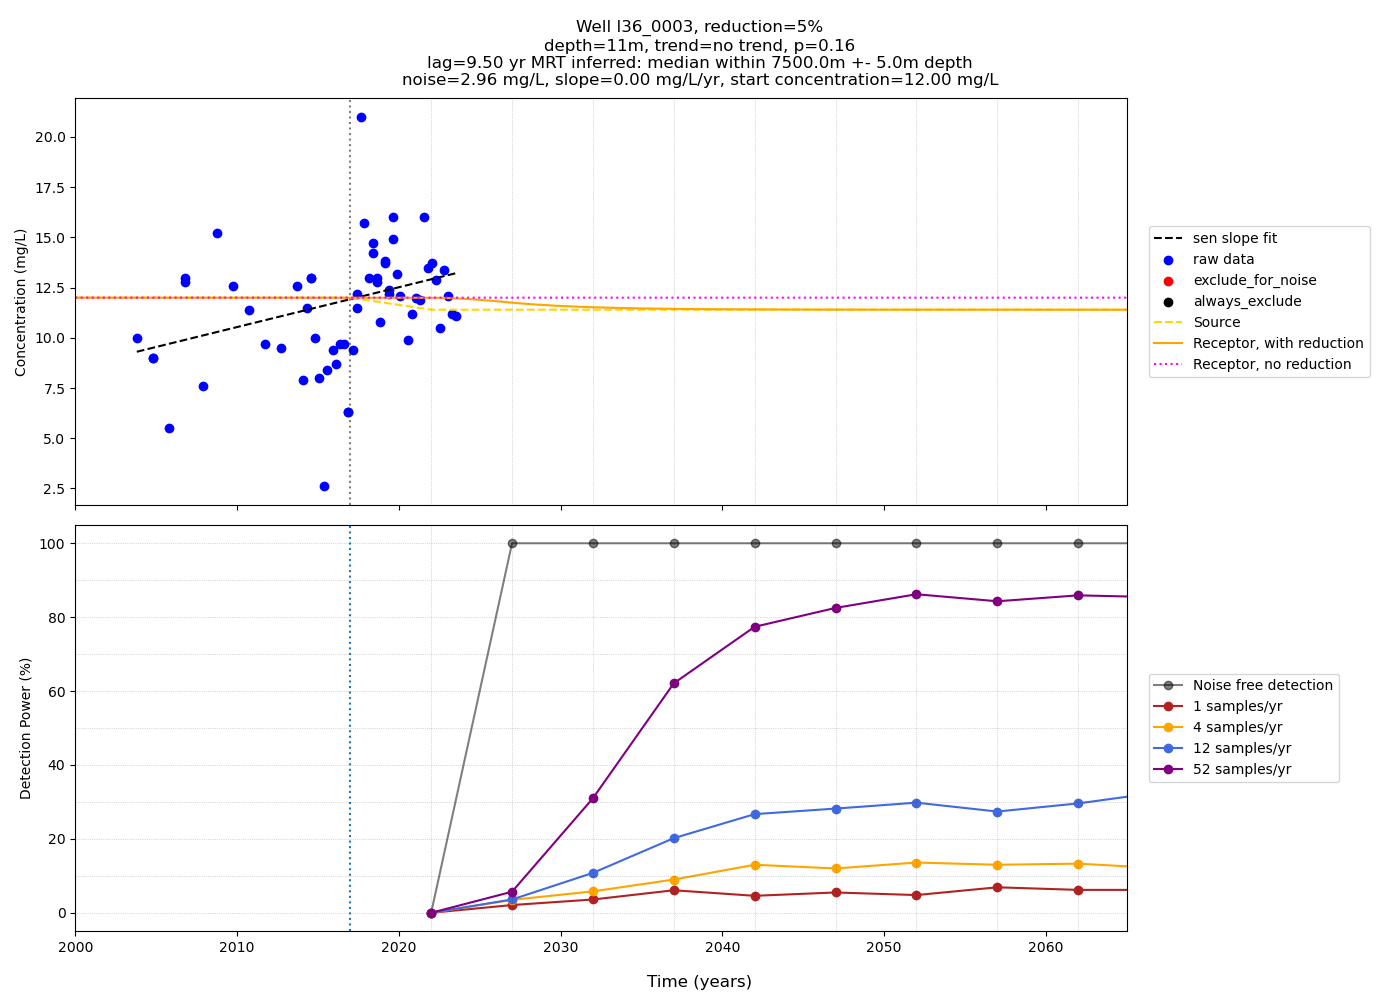 Well l36_0003, reduction=5%
depth=11m, trend=no trend, p=0.16
lag=9.50 yr MRT inferred: median within 7500.0m +- 5.0m depth
noise=2.96 mg/L, slope=0.00 mg/L/yr, start concentration=12.00 mg/L
Concentration (mg/L)
20.0
17.5
15.0
12.5
10.0
7.5
5.0
2.5
sen slope fit
raw data
exclude_for_noise
always_exclude
Source
Receptor, with reduction
Receptor, no reduction
Detection Power (%)
100
80
60
40
20
0
Noise free detection
1 samples/yr
4 samples/yr
12 samples/yr
52 samples/yr
2000 2010 2020 2030 2040 2050 2060
Time (years)